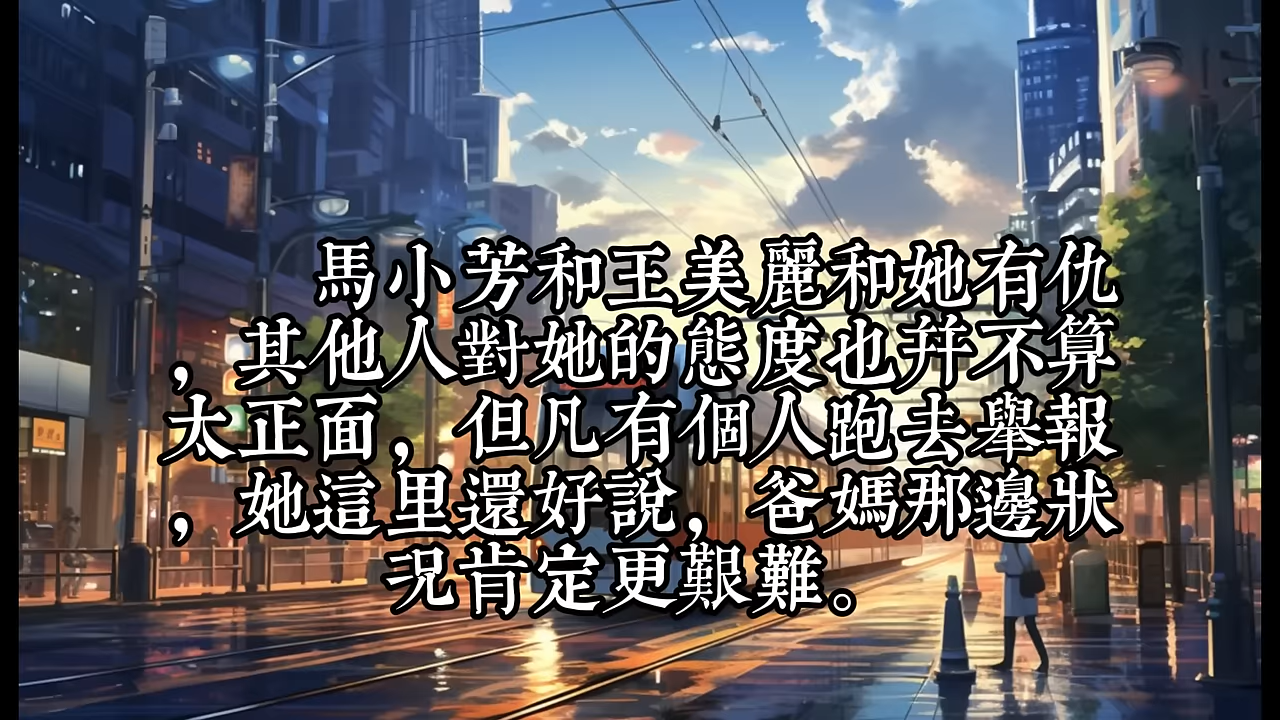 馬小芳和王美麗和她有仇
，其他人對她的態度也并不算
太正面，但凡有個人跑去舉報
，她這里還好說，爸媽那邊狀
況肯定更艱難。